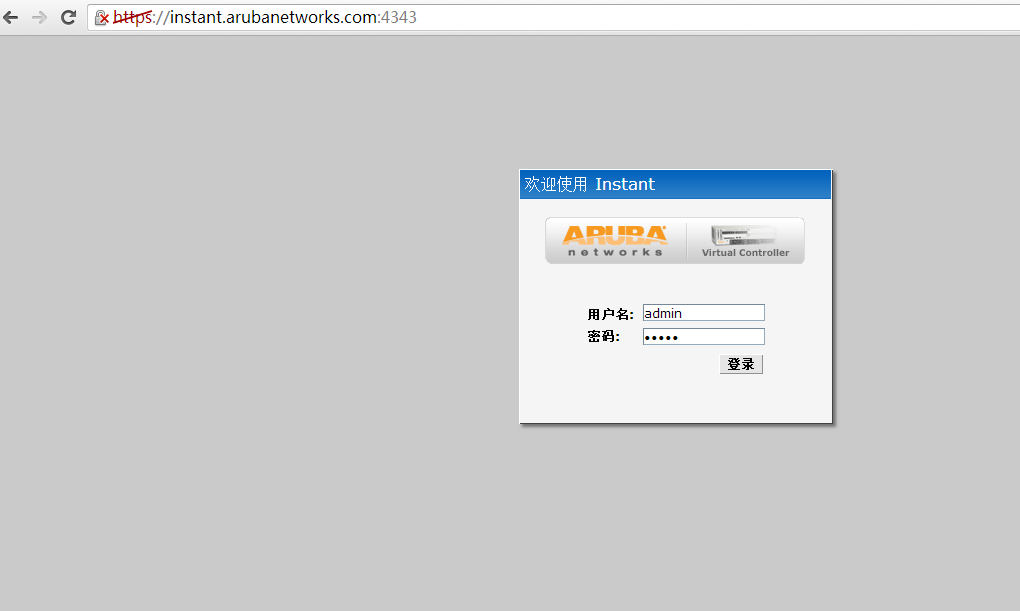 https://instant.arubanetworks.com:4343
欢迎使用 Instant
ARUBA
networks
Virtual Controller
用户名: admin
密码: •••••
登录